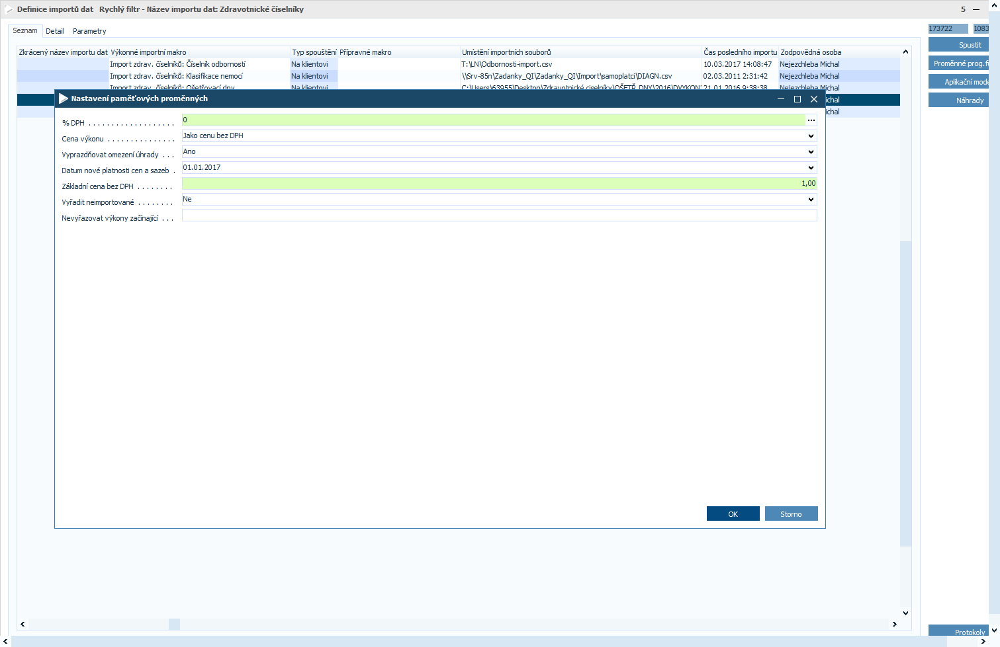 Definice importů dat   Rychlý filtr - Název importu dat: Zdravotnické číselníky   5
Seznam   Detail   Parametry
173722   1083
Spustit
Proměnné prog.fi
Aplikační mode
Náhrady
Zkrácený název importu dat   Výkonné importní makro   Typ spouštění   Přípravné makro   Umístění importních souborů   Čas posledního importu   Zodpovědná osoba
Import zdrav. číselníků: Číselník odborností   Na klientovi   T:\LN\Odbornosti-import.csv   10.03.2017 14:08:47   Nejezchleba Michal
Import zdrav. číselníků: Klasifikace nemocí   Na klientovi   \\Srv-85n\Zadanky_QI\Zadanky_QI\Import\samoplatci\DIAGN.csv   02.03.2011 2:31:42   Nejezchleba Michal
Import zdrav. číselníků: Ošetřovací dny   Na klientovi   C:\Users\63955\Desktop\Zdravotnické ciselniky\OŠETŘ_DNY\2016\DVYKON   21.01.2016 9:38:38   Nejezchleba Michal
ichal
ichal
Nastavení paměťových proměnných
% DPH . . . . . . . . . . . . . . . . . . .   0   ...
Cena výkonu . . . . . . . . . . . . . . .   Jako cenu bez DPH
Vyprazdňovat omezení úhrady . . .   Ano
Datum nové platnosti cen a sazeb .   01.01.2017
Základní cena bez DPH . . . . . . . .   1,00
Vyřadit neimportované . . . . . . . .   Ne
Nevyřazovat výkony začínající . . .
OK   Storno
Protokoly